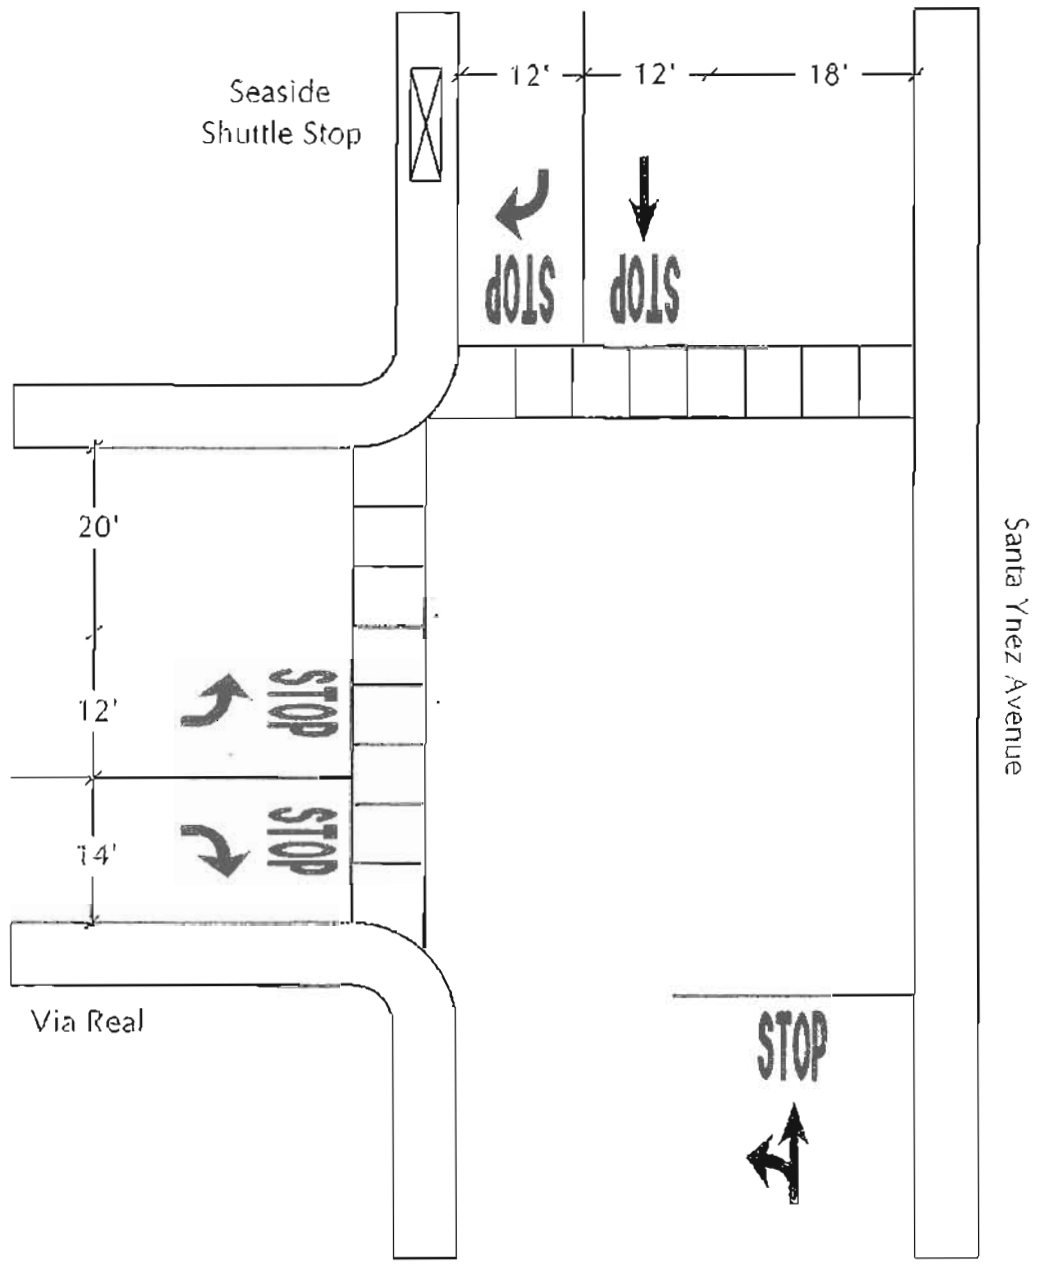 12' 12' 18'
Seaside
Shuttle Stop
STOP STOP
20'
Santa Ynez Avenue
12'
STOP
14'
STOP
Via Real
STOP